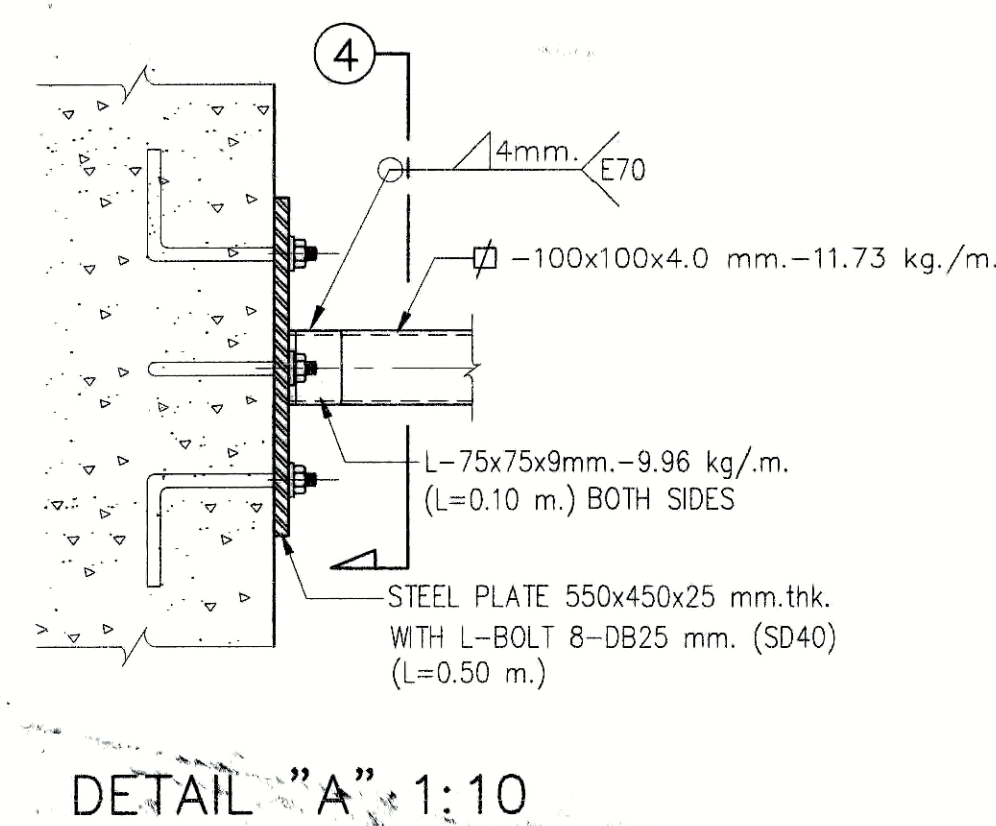 4
4mm.
E70
-100x100x4.0 mm.-11.73 kg./m.
L-75x75x9mm.-9.96 kg/.m.
(L=0.10 m.) BOTH SIDES
STEEL PLATE 550x450x25 mm.thk.
WITH L-BOLT 8-DB25 mm. (SD40)
(L=0.50 m.)
DETAIL "A" 1:10